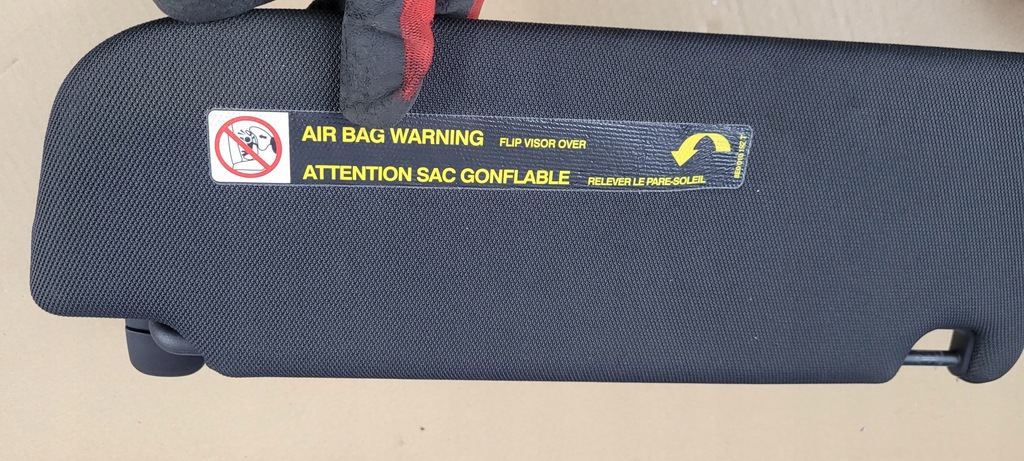 AIR BAG WARNING FLIP VISOR OVER
ATTENTION SAC GONFLABLE RELEVER LE PARE-SOLEIL